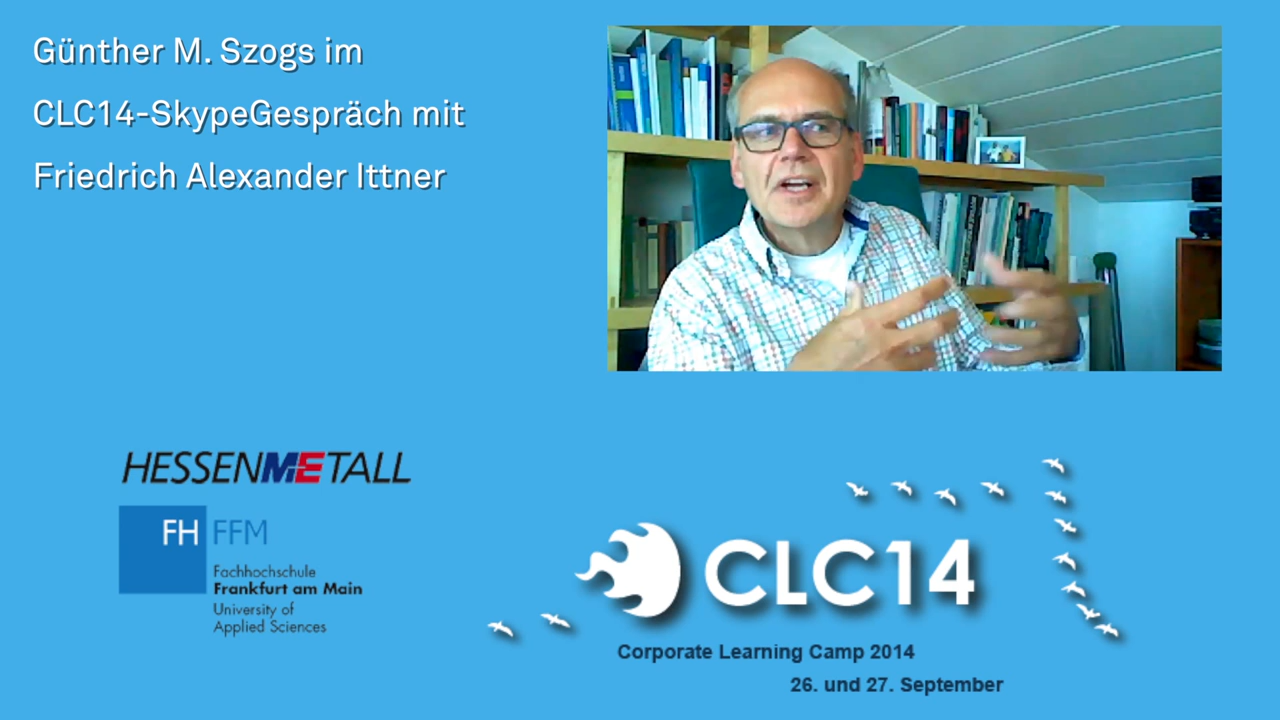 Günther M. Szogs im
CLC14-SkypeGespräch mit
Friedrich Alexander Ittner
HESSENMETALL
FH FFM
Fachhochschule
Frankfurt am Main
University of
Applied Sciences
CLC14
Corporate Learning Camp 2014
26. und 27. September